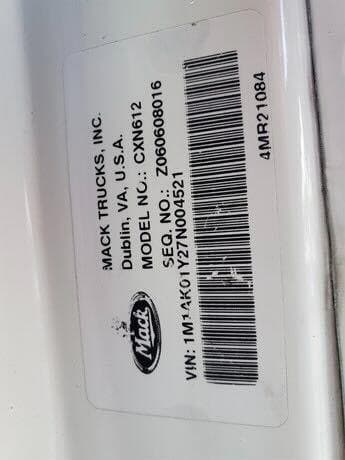 MACK TRUCKS, INC.
Dublin, VA, U.S.A.
MODEL NO.: CXN612
SEQ. NO.: Z060608016
Mack
VIN: 1M1AK01Y27N004521
4MR21084